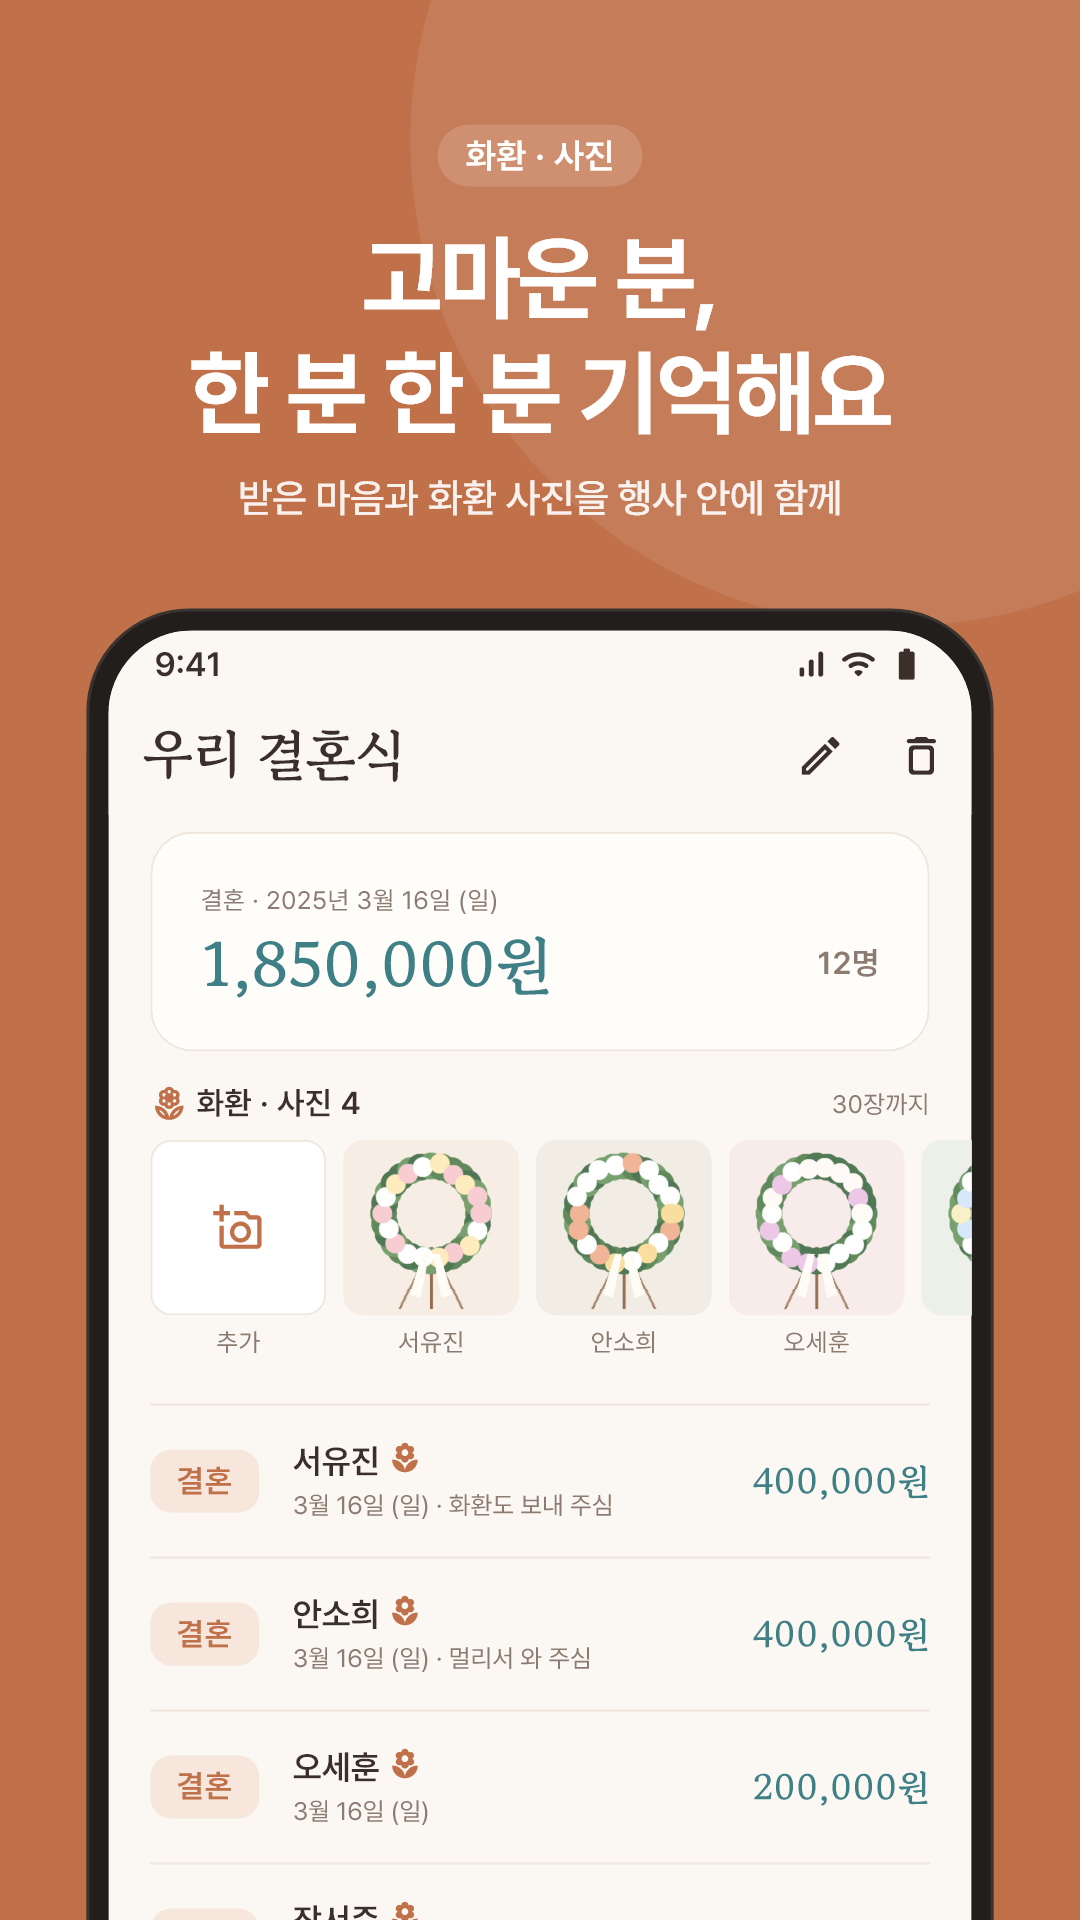 화환 · 사진
고마운 분,
한 분 한 분 기억해요
받은 마음과 화환 사진을 행사 안에 함께
9:41
우리 결혼식
결혼 · 2025년 3월 16일 (일)
1,850,000원
12명
화환 · 사진 4
30장까지
추가
서유진
안소희
오세훈
결혼
서유진
3월 16일 (일) · 화환도 보내 주심
400,000원
결혼
안소희
3월 16일 (일) · 멀리서 와 주심
400,000원
결혼
오세훈
3월 16일 (일)
200,000원